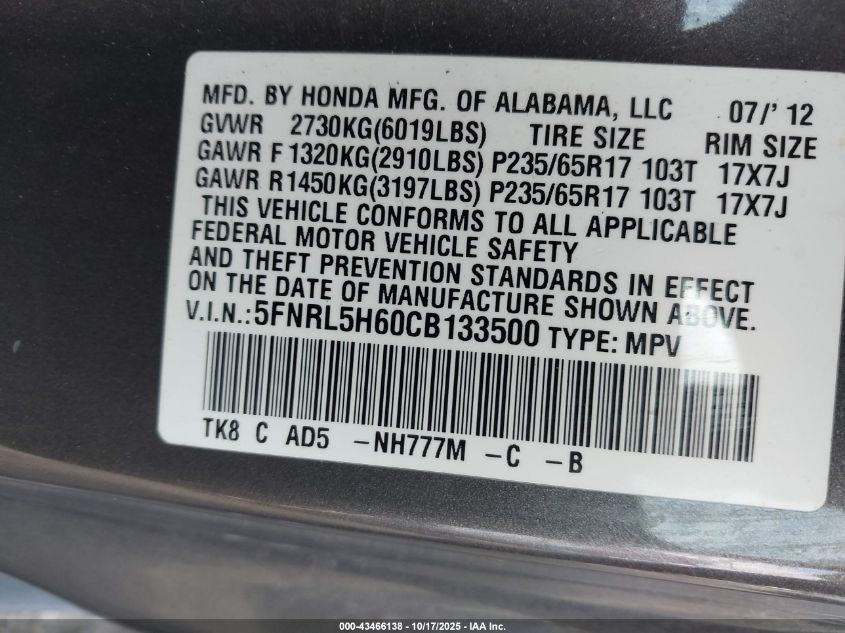 MFD. BY HONDA MFG. OF ALABAMA, LLC 07/' 12
GVWR 2730KG(6019LBS) TIRE SIZE RIM SIZE
GAWR F 1320KG(2910LBS) P235/65R17 103T 17X7J
GAWR R1450KG(3197LBS) P235/65R17 103T 17X7J
THIS VEHICLE CONFORMS TO ALL APPLICABLE
FEDERAL MOTOR VEHICLE SAFETY
AND THEFT PREVENTION STANDARDS IN EFFECT
ON THE DATE OF MANUFACTURE SHOWN ABOVE.
V.I.N.:5FNRL5H60CB133500 TYPE: MPV
TK8 C AD5 -NH777M -C -B
000-43466138 - 10/17/2025 - IAA Inc.